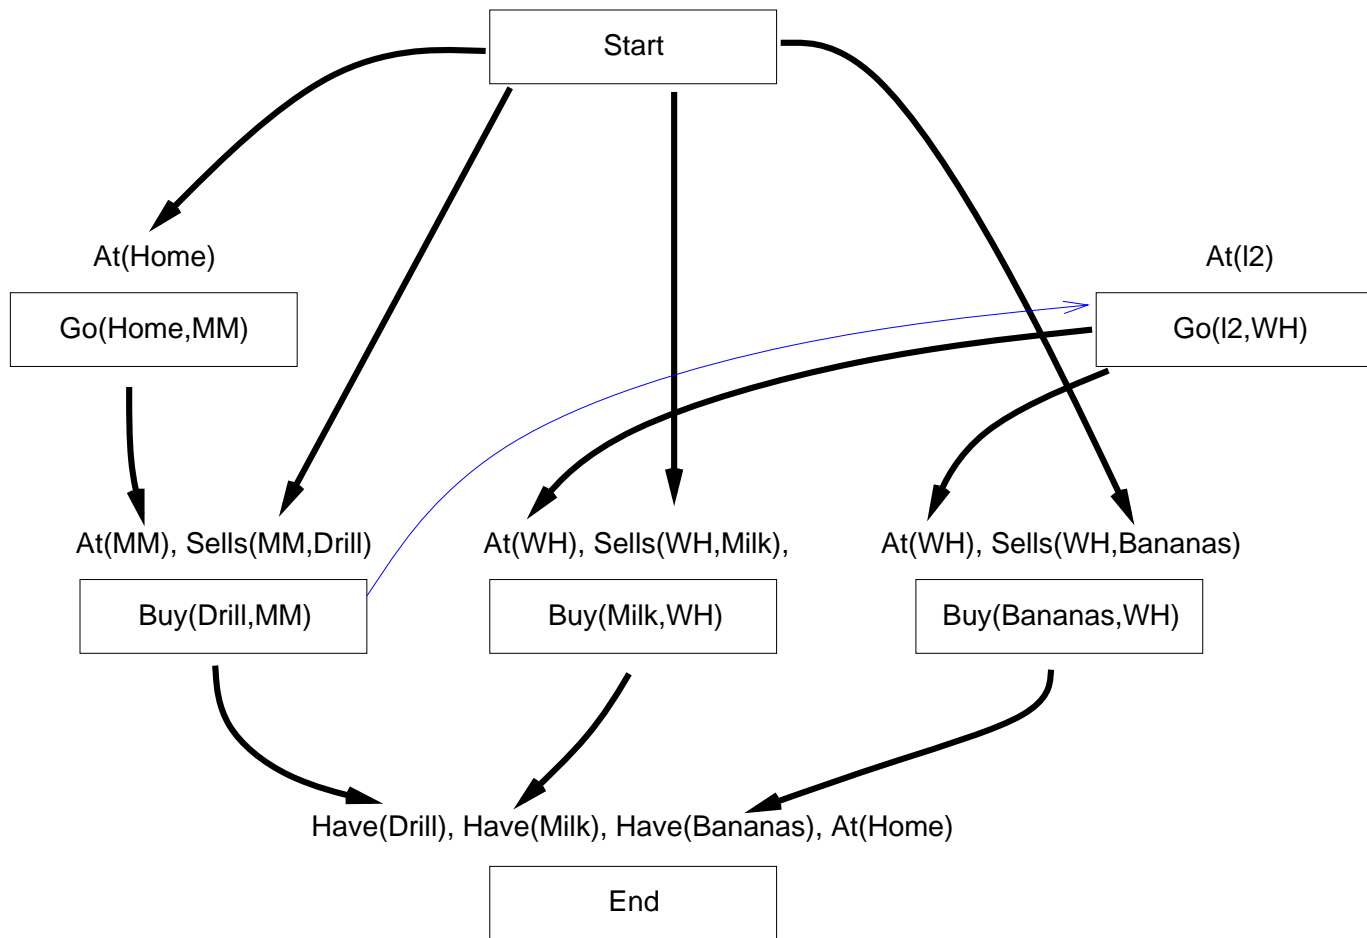 Start
At(Home)
At(l2)
Go(Home,MM)
Go(l2,WH)
At(MM), Sells(MM,Drill)
At(WH), Sells(WH,Milk),
At(WH), Sells(WH,Bananas)
Buy(Drill,MM)
Buy(Milk,WH)
Buy(Bananas,WH)
Have(Drill), Have(Milk), Have(Bananas), At(Home)
End